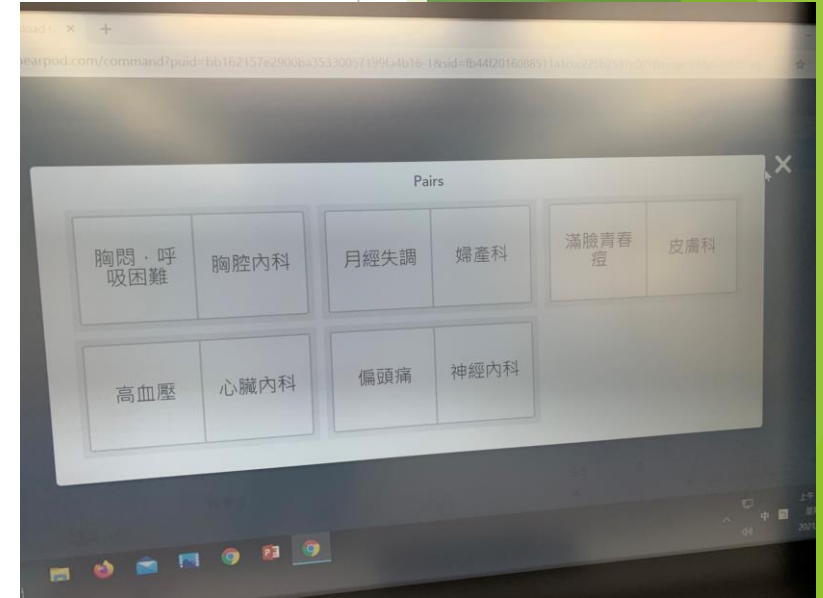 Pairs
胸悶·呼
吸困難
胸腔內科
月經失調
婦產科
滿臉青春
痘
皮膚科
高血壓
心臟內科
偏頭痛
神經內科
中